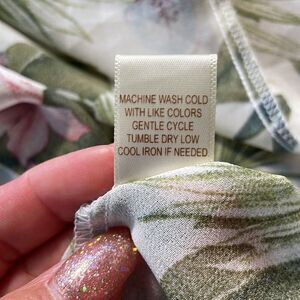 MACHINE WASH COLD
WITH LIKE COLORS
GENTLE CYCLE
TUMBLE DRY LOW
COOL IRON IF NEEDED